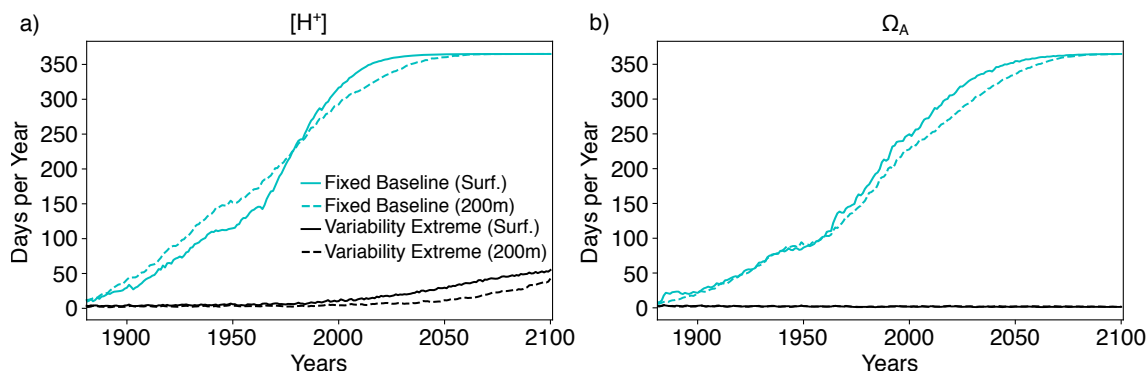 a)
[H⁺]
Days per Year
350
300
250
200
150
100
50
0
Fixed Baseline (Surf.)
Fixed Baseline (200m)
Variability Extreme (Surf.)
Variability Extreme (200m)
1900
1950
2000
2050
2100
Years
b)
Ω_A
Days per Year
350
300
250
200
150
100
50
0
1900
1950
2000
2050
2100
Years